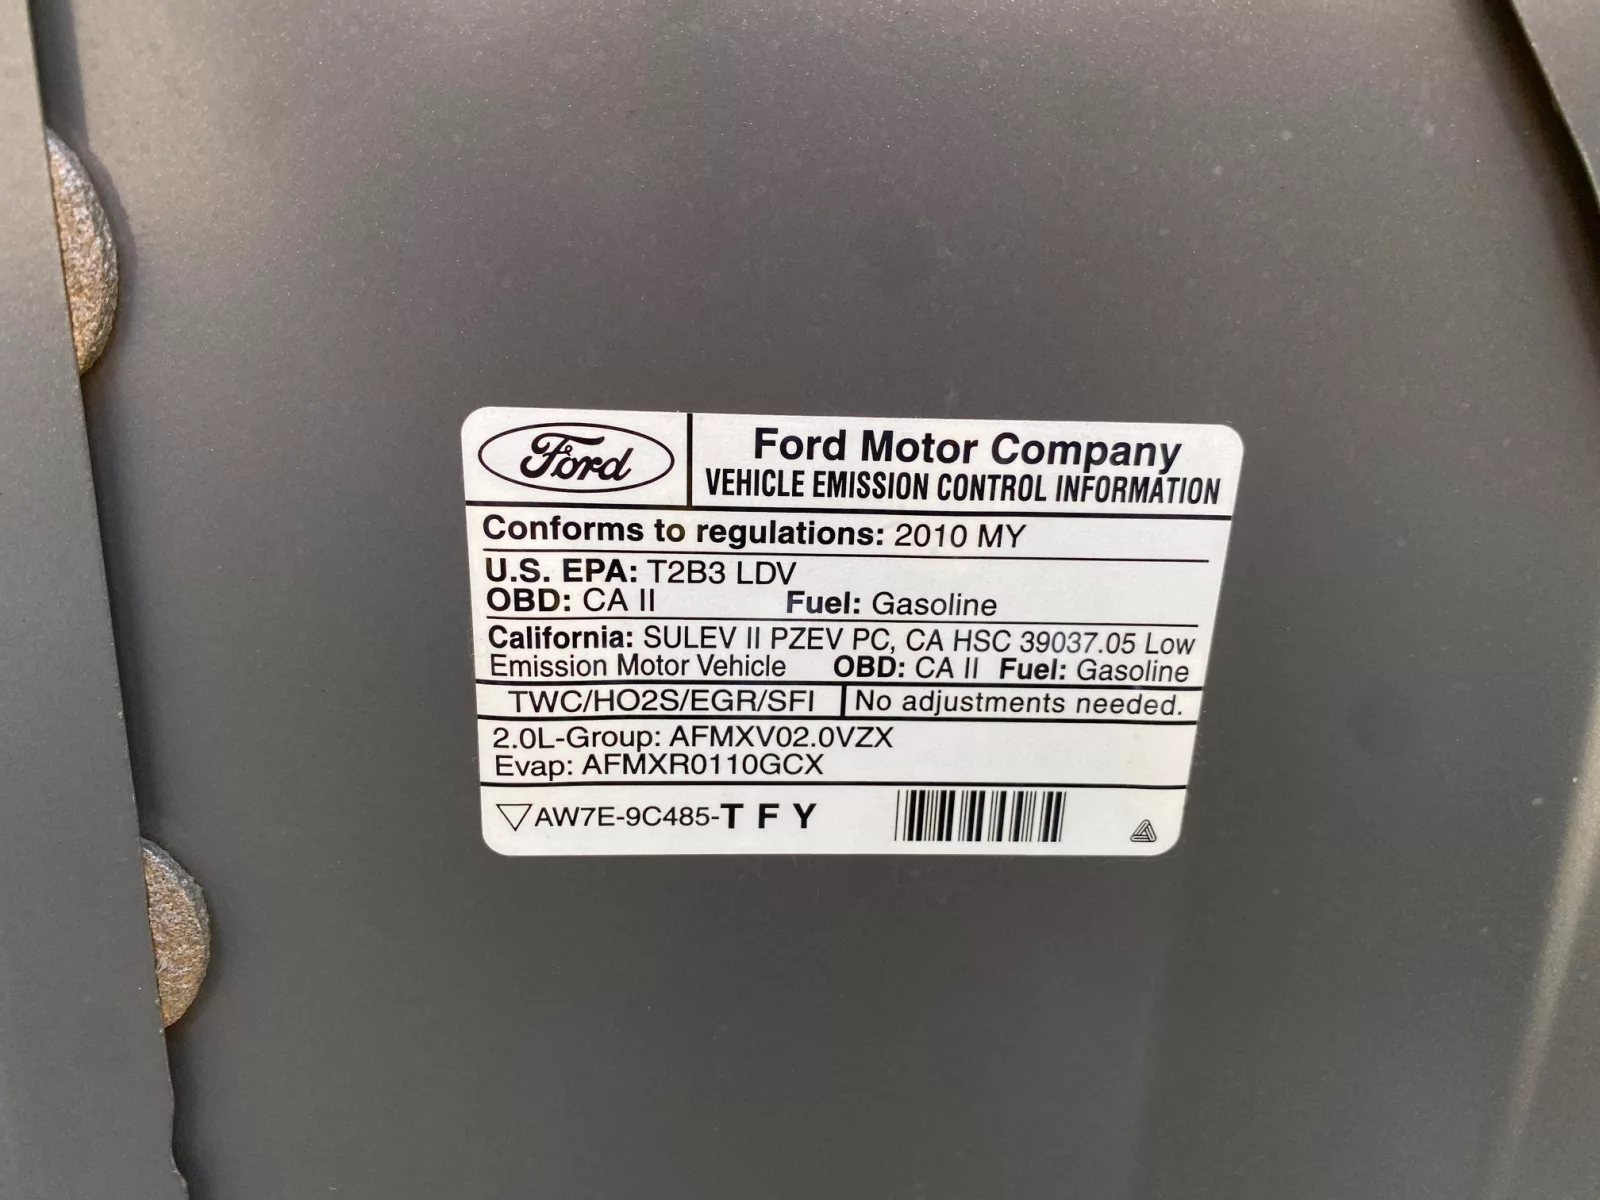 Ford
Ford Motor Company
VEHICLE EMISSION CONTROL INFORMATION
Conforms to regulations: 2010 MY
U.S. EPA: T2B3 LDV
OBD: CA II Fuel: Gasoline
California: SULEV II PZEV PC, CA HSC 39037.05 Low
Emission Motor Vehicle OBD: CA II Fuel: Gasoline
TWC/HO2S/EGR/SFI No adjustments needed.
2.0L-Group: AFMXV02.0VZX
Evap: AFMXR0110GCX
AW7E-9C485-T F Y